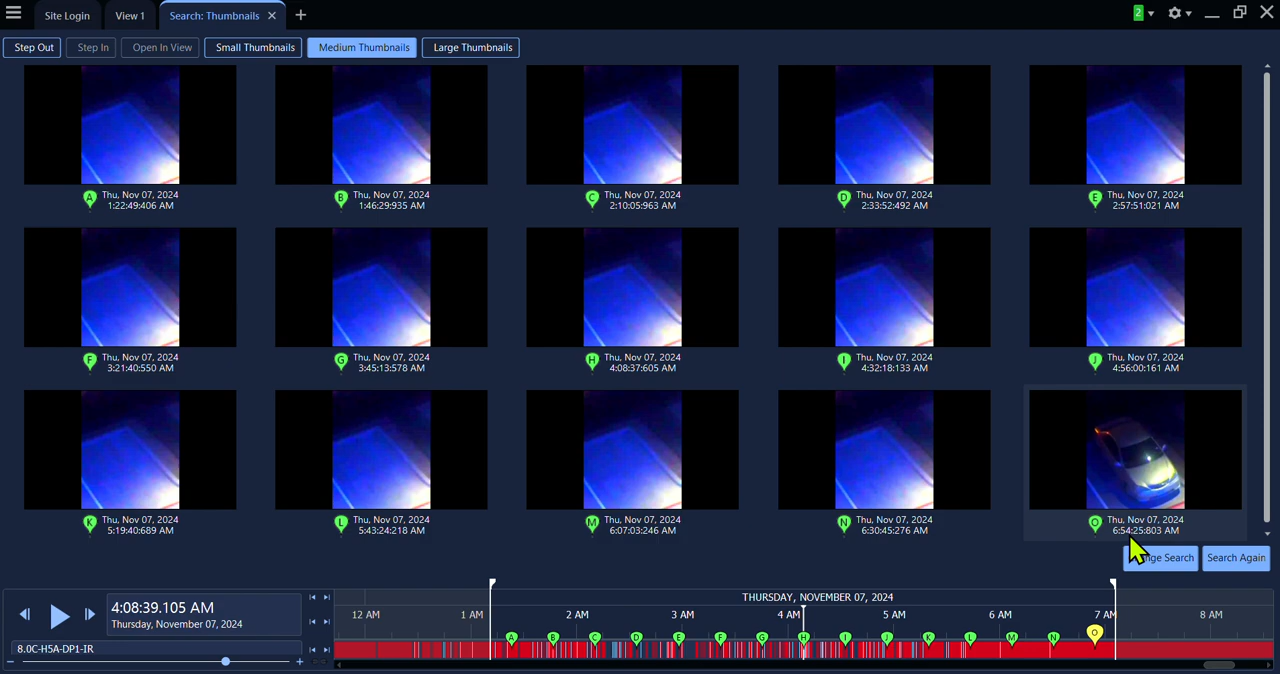 Site Login View 1 Search: Thumbnails
2
Step Out Step In Open In View Small Thumbnails Medium Thumbnails Large Thumbnails
A Thu, Nov 07, 2024
1:22:49:406 AM
B Thu, Nov 07, 2024
1:46:29:935 AM
C Thu, Nov 07, 2024
2:10:05:963 AM
D Thu, Nov 07, 2024
2:33:52:492 AM
E Thu, Nov 07, 2024
2:57:51:021 AM
F Thu, Nov 07, 2024
3:21:40:550 AM
G Thu, Nov 07, 2024
3:45:13:578 AM
H Thu, Nov 07, 2024
4:08:37:605 AM
I Thu, Nov 07, 2024
4:32:18:133 AM
J Thu, Nov 07, 2024
4:56:00:161 AM
K Thu, Nov 07, 2024
5:19:40:689 AM
L Thu, Nov 07, 2024
5:43:24:218 AM
M Thu, Nov 07, 2024
6:07:03:246 AM
N Thu, Nov 07, 2024
6:30:45:276 AM
O Thu, Nov 07, 2024
6:54:25:803 AM
Search Search Again
4:08:39.105 AM
Thursday, November 07, 2024
8.0C-H5A-DP1-IR
THURSDAY, NOVEMBER 07, 2024
12 AM 1 AM 2 AM 3 AM 4 AM 5 AM 6 AM 7 AM 8 AM
A B C D E F G H I J K L M N O